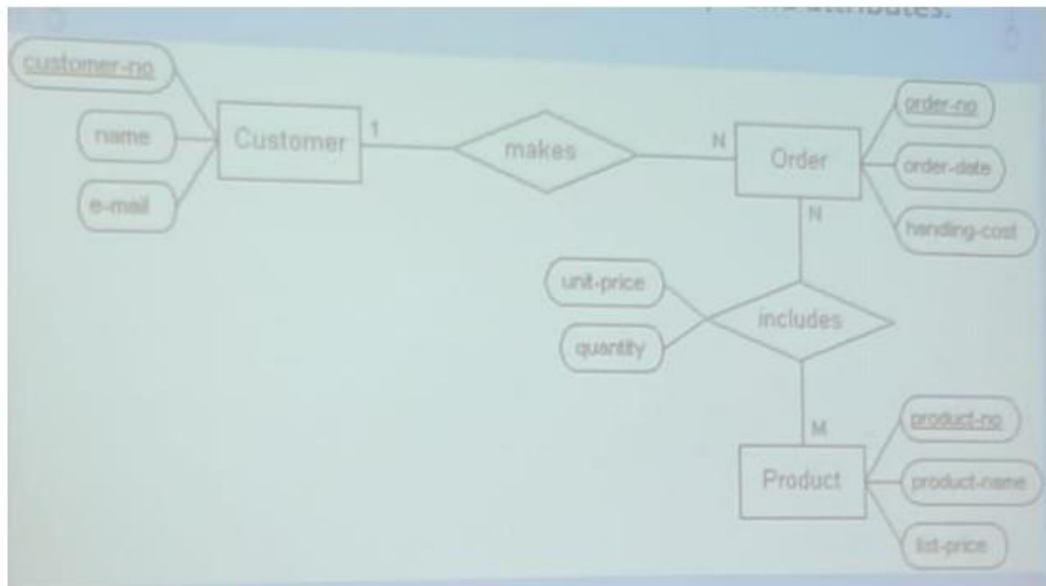 attributes.
customer-no
name
e-mail
Customer
1
makes
N
Order
order-no
order-date
handling-cost
N
unit-price
quantity
includes
M
Product
product-no
product-name
list-price